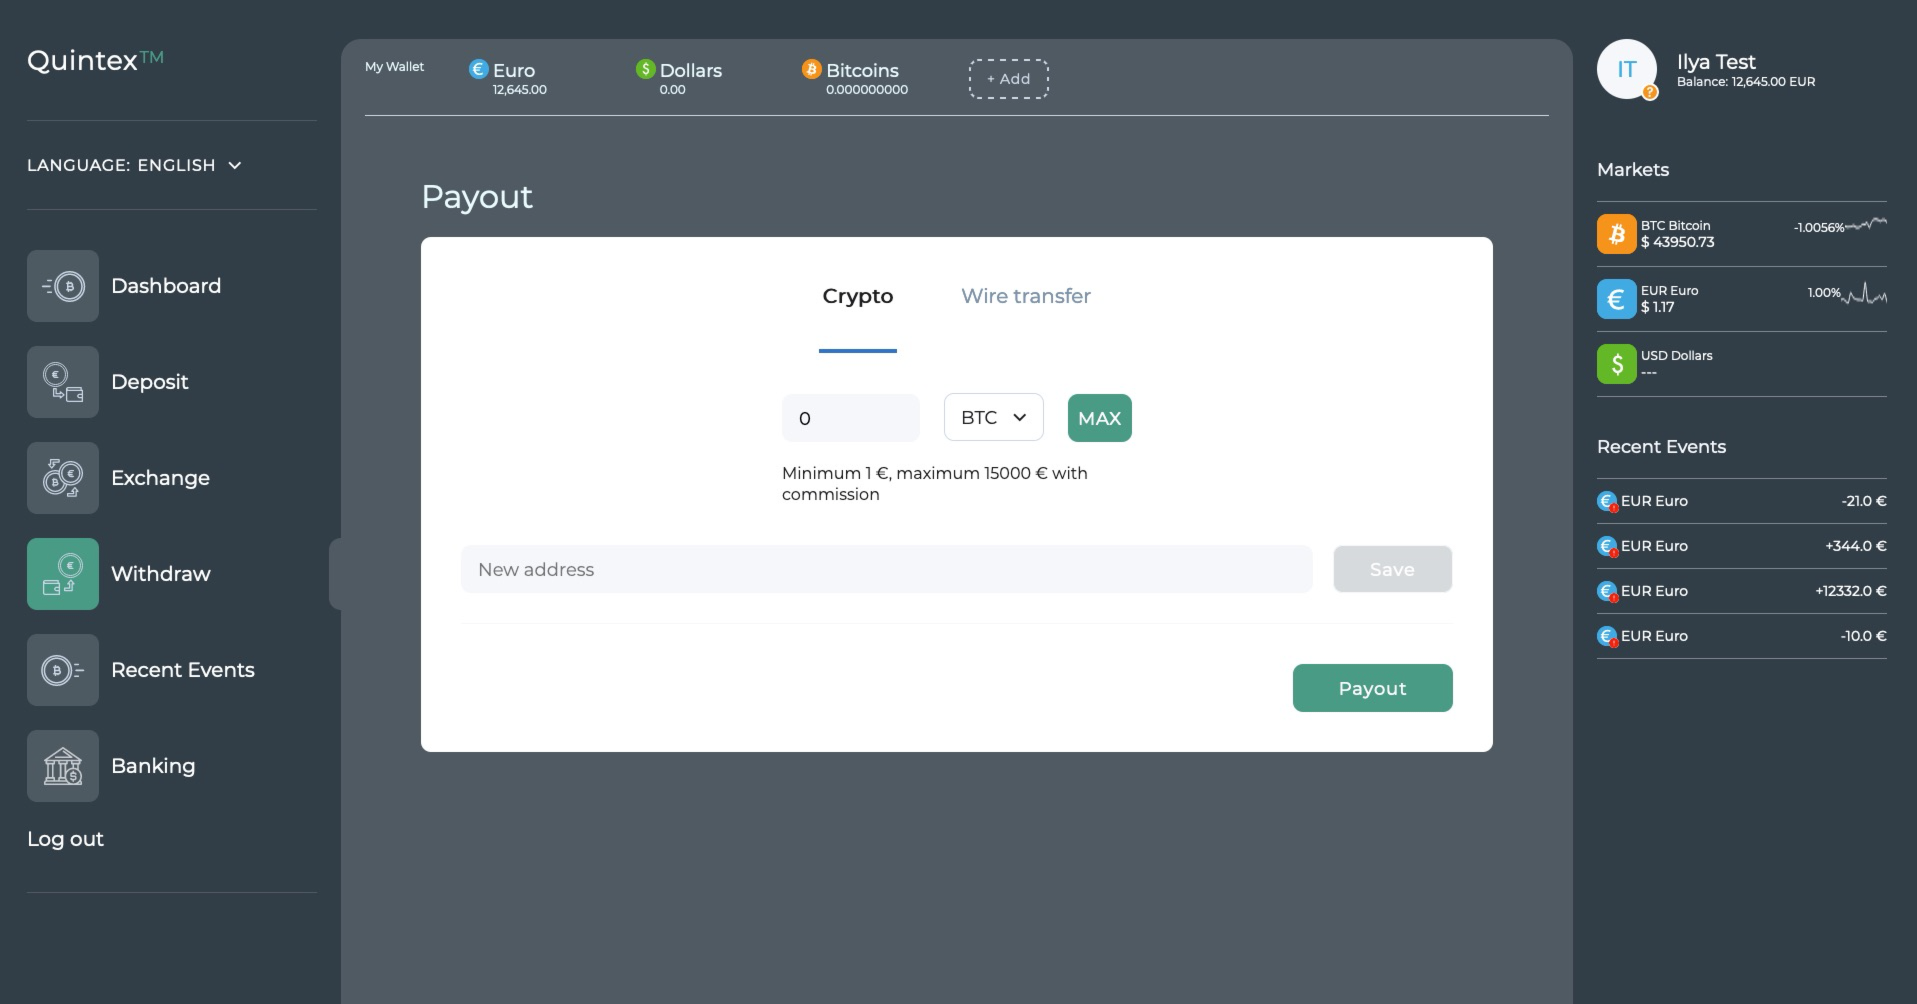 Quintex™
LANGUAGE: ENGLISH
Dashboard
Deposit
Exchange
Withdraw
Recent Events
Banking
Log out
My Wallet
Euro
12,645.00
Dollars
0.00
Bitcoins
0.000000000
+ Add
Payout
Crypto
Wire transfer
0
BTC
MAX
Minimum 1 €, maximum 15000 € with
commission
New address
Save
Payout
IT
?
Ilya Test
Balance: 12,645.00 EUR
Markets
BTC Bitcoin
$ 43950.73
-1.0056%
EUR Euro
$ 1.17
1.00%
USD Dollars
---
Recent Events
EUR Euro -21.0 €
EUR Euro +344.0 €
EUR Euro +12332.0 €
EUR Euro -10.0 €